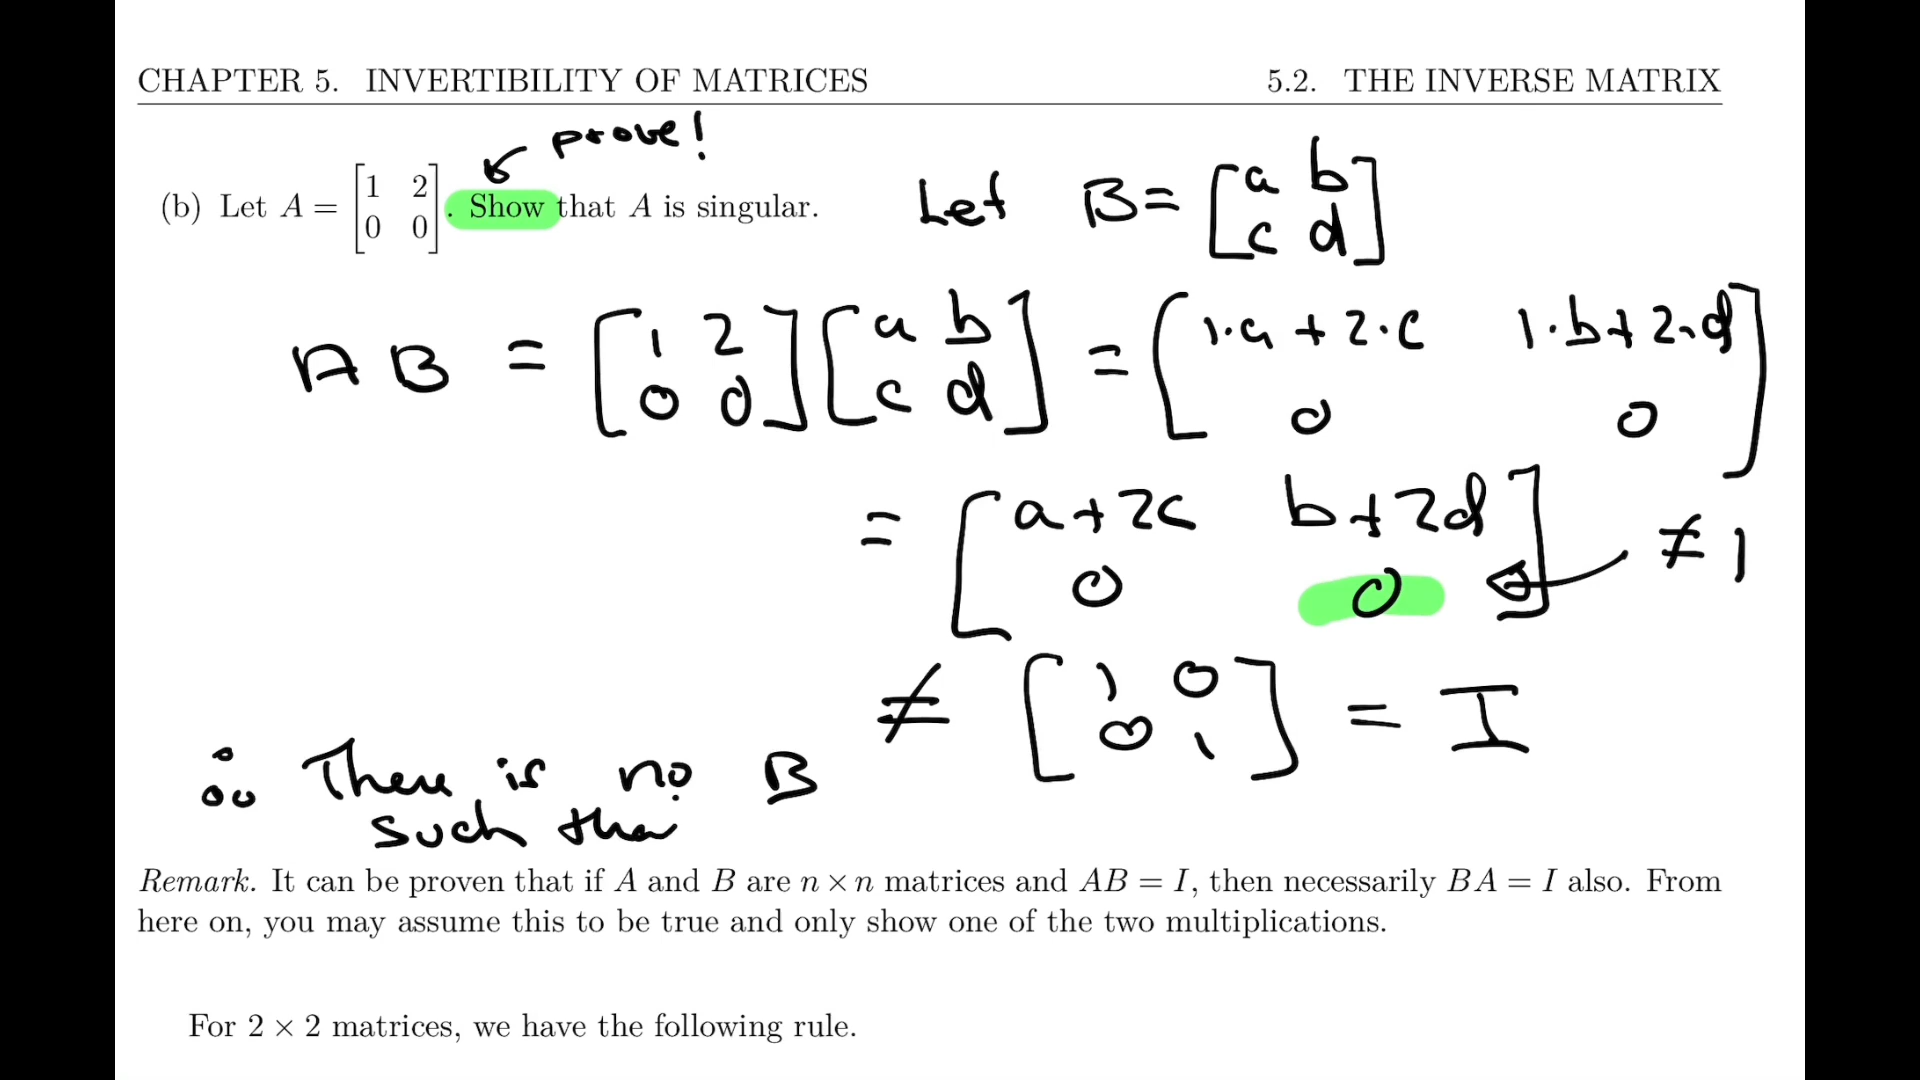 CHAPTER 5. INVERTIBILITY OF MATRICES 5.2. THE INVERSE MATRIX
prove!
(b) Let A = [1 2; 0 0]. Show that A is singular. Let B = [a b; c d]
AB = [1 2; 0 0] [a b; c d] = [1·a + 2·c 1·b + 2·d; 0 0]
= [a + 2c b + 2d; 0 0] ≠ 1
≠ [1 0; 0 1] = I
∴ There is no B
such tha
Remark. It can be proven that if A and B are n × n matrices and AB = I, then necessarily BA = I also. From
here on, you may assume this to be true and only show one of the two multiplications.
For 2 × 2 matrices, we have the following rule.